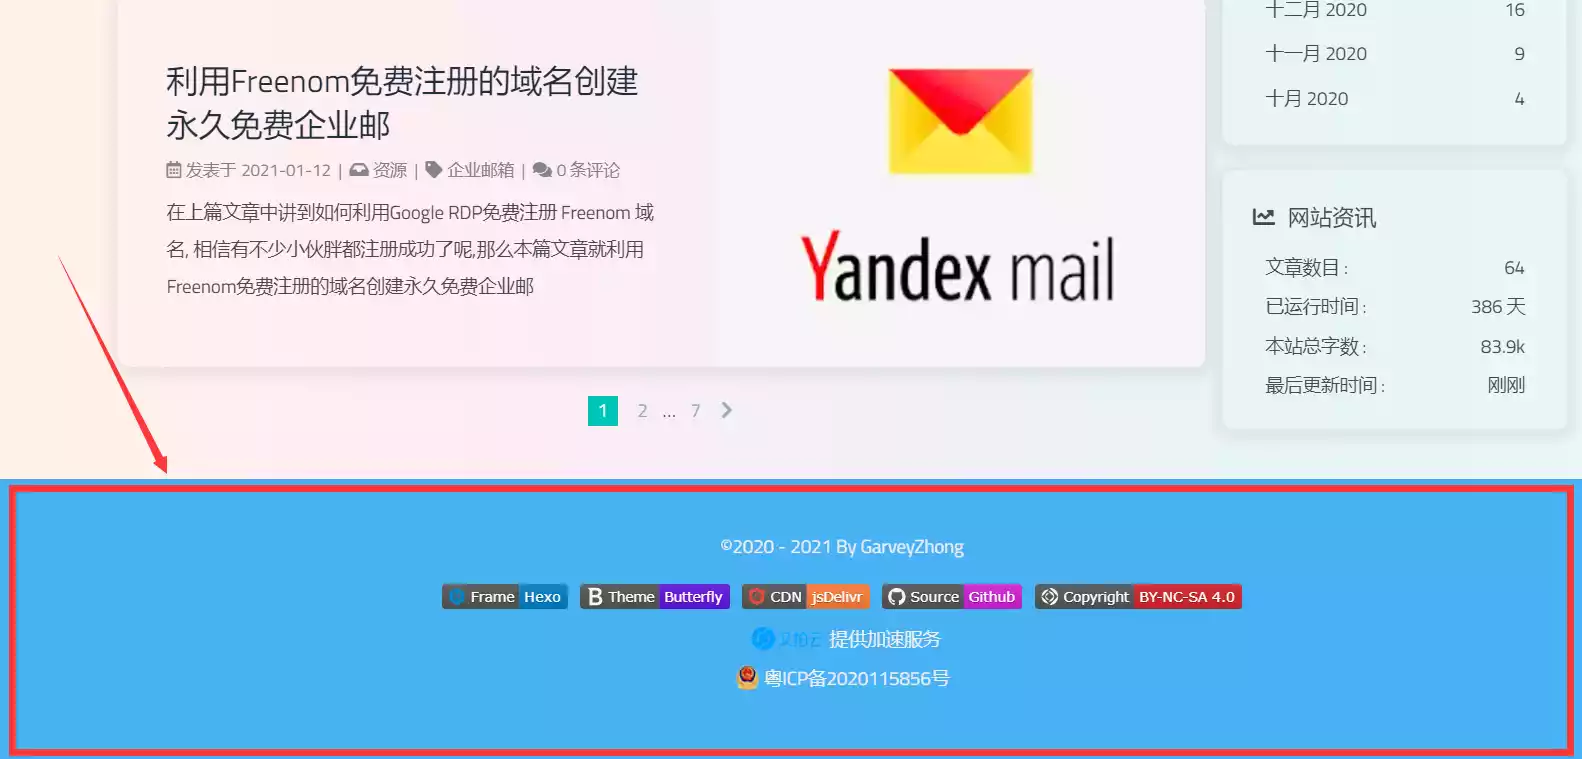 利用Freenom免费注册的域名创建
永久免费企业邮
发表于 2021-01-12 | 资源 | 企业邮箱 | 0 条评论
在上篇文章中讲到如何利用Google RDP免费注册 Freenom 域
名, 相信有不少小伙胖都注册成功了呢,那么本篇文章就利用
Freenom免费注册的域名创建永久免费企业邮
Yandex mail
1 2 ... 7
十二月 2020 16
十一月 2020 9
十月 2020 4
网站资讯
文章数目 : 64
已运行时间 : 386 天
本站总字数 : 83.9k
最后更新时间 : 刚刚
©2020 - 2021 By GarveyZhong
Frame Hexo Theme Butterfly CDN jsDelivr Source Github Copyright BY-NC-SA 4.0
又拍云 提供加速服务
粤ICP备2020115856号